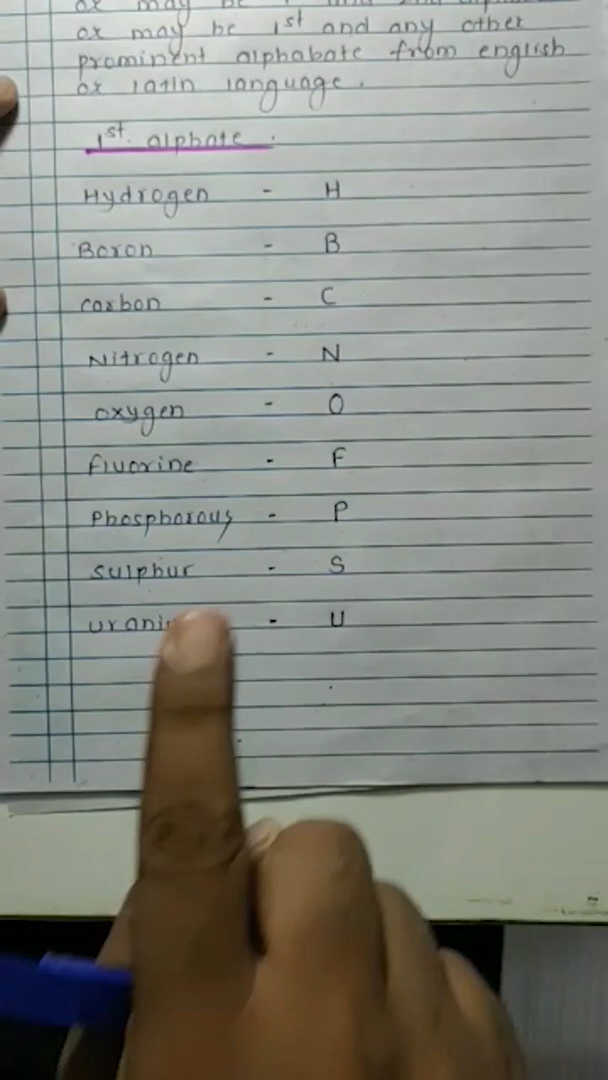 or may be 1st and any other
prominent alphabate from english
or latin language.
1st. alphate.
Hydrogen - H
Boron - B
carbon - C
Nitrogen - N
oxygen - O
fluorine - F
Phosphorous - P
sulphur - S
- U